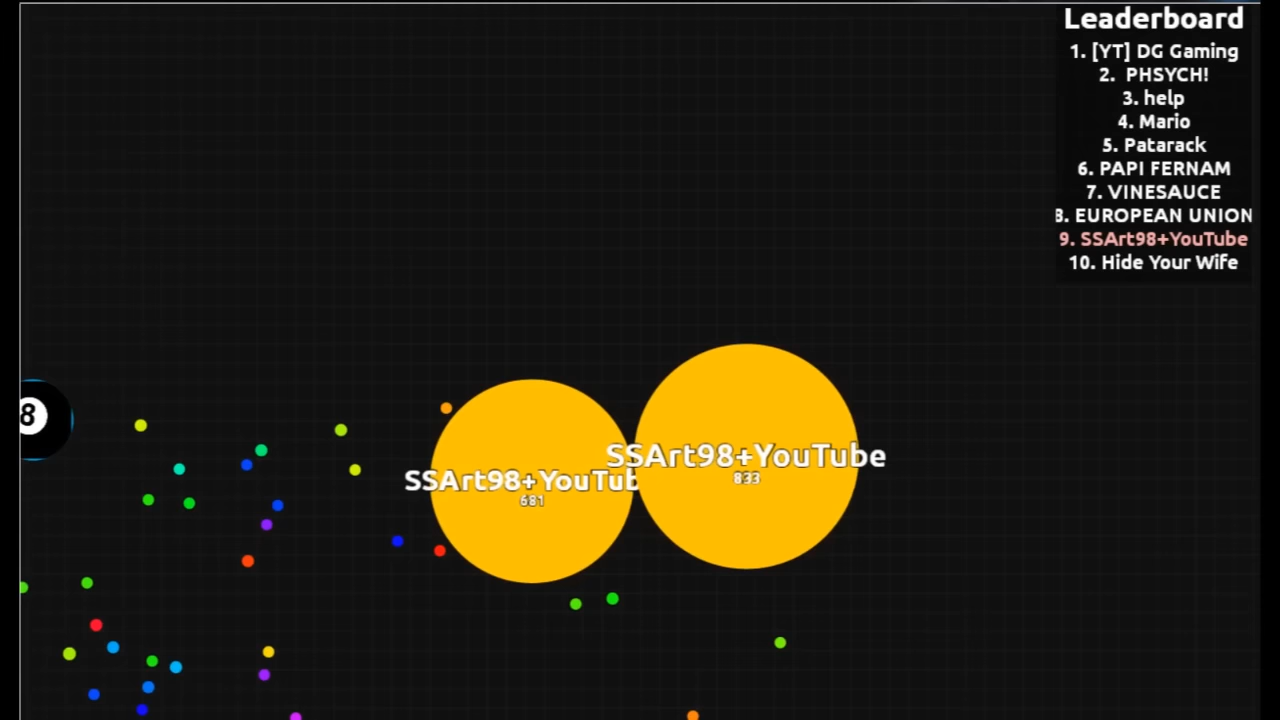 Leaderboard
1. [YT] DG Gaming
2. PHSYCH!
3. help
4. Mario
5. Patarack
6. PAPI FERNAM
7. VINESAUCE
8. EUROPEAN UNION
9. SSArt98+YouTube
10. Hide Your Wife
8
SSArt98+YouTube
833
SSArt98+YouTub
681